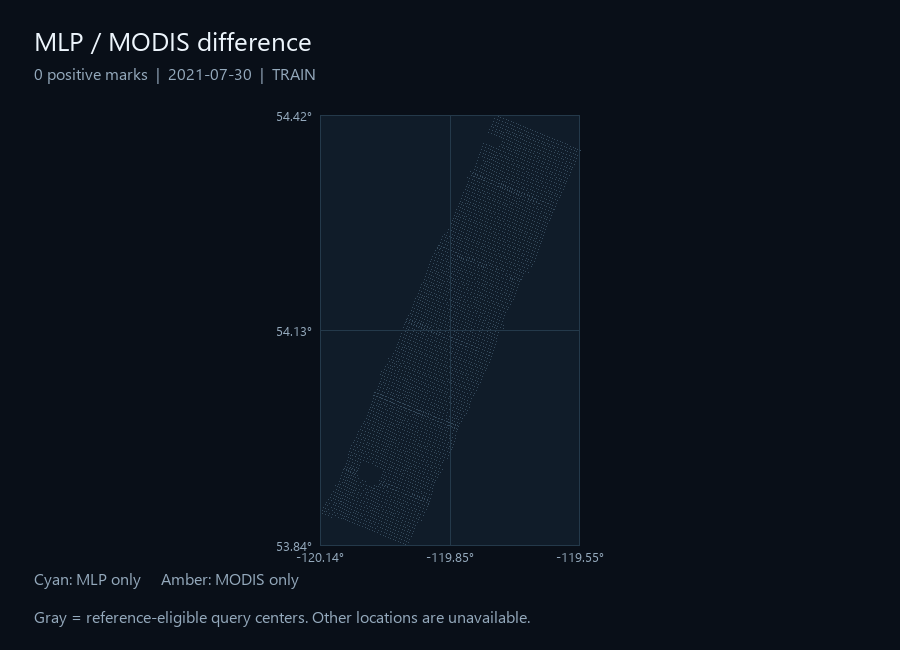 MLP / MODIS difference
0 positive marks | 2021-07-30 | TRAIN
54.42°
54.13°
53.84°
-120.14° -119.85° -119.55°
Cyan: MLP only Amber: MODIS only
Gray = reference-eligible query centers. Other locations are unavailable.